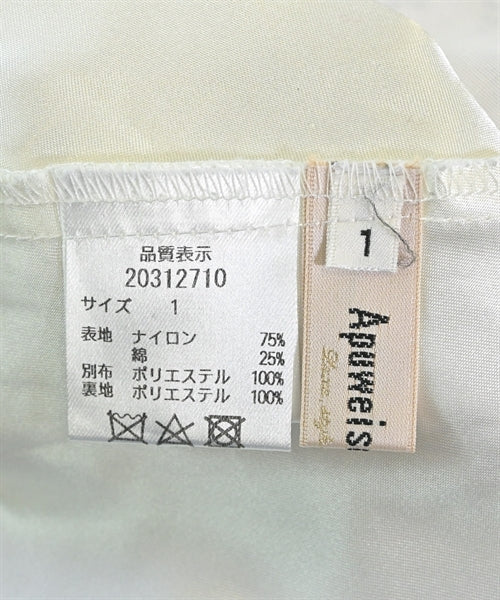 品質表示
20312710
サイズ 1
表地 ナイロン 75%
綿 25%
別布 ポリエステル 100%
裏地 ポリエステル 100%
1
Apuweis